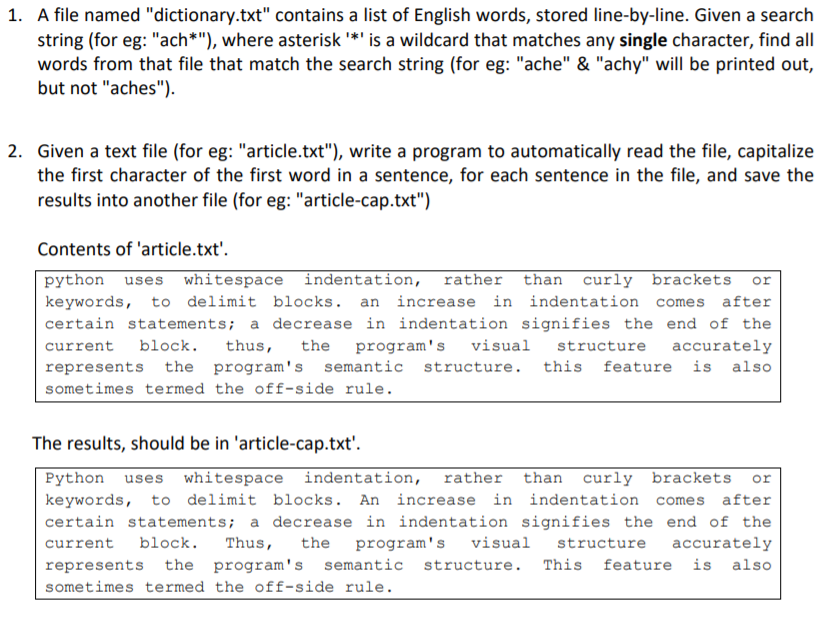 1. A file named "dictionary.txt" contains a list of English words, stored line-by-line. Given a search
string (for eg: "ach*"), where asterisk '*' is a wildcard that matches any single character, find all
words from that file that match the search string (for eg: "ache" & "achy" will be printed out,
but not "aches").
2. Given a text file (for eg: "article.txt"), write a program to automatically read the file, capitalize
the first character of the first word in a sentence, for each sentence in the file, and save the
results into another file (for eg: "article-cap.txt")
Contents of 'article.txt'.
python uses whitespace indentation, rather than curly brackets or
keywords, to delimit blocks. an increase in indentation comes after
certain statements; a decrease in indentation signifies the end of the
current block. thus, the program's visual structure accurately
represents the program's semantic structure. this feature is also
sometimes termed the off-side rule.
The results, should be in 'article-cap.txt'.
Python uses whitespace indentation, rather than curly brackets or
keywords, to delimit blocks. An increase in indentation comes after
certain statements; a decrease in indentation signifies the end of the
current block. Thus, the program's visual structure accurately
represents the program's semantic structure. This feature is also
sometimes termed the off-side rule.